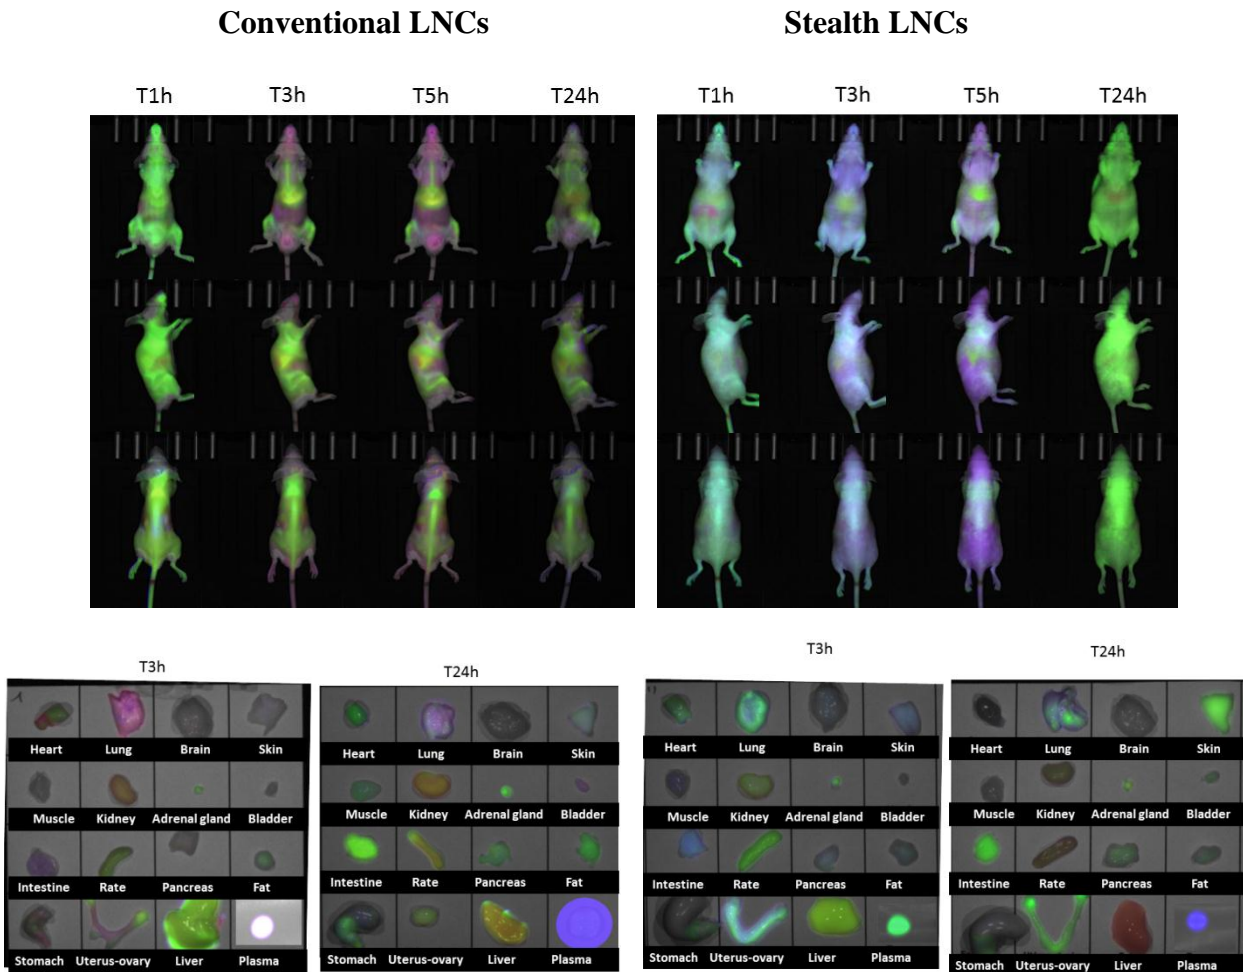 Conventional LNCs Stealth LNCs
T1h T3h T5h T24h T1h T3h T5h T24h
T3h T24h T3h T24h
Heart Lung Brain Skin Heart Lung Brain Skin Heart Lung Brain Skin Heart Lung Brain Skin
Muscle Kidney Adrenal gland Bladder Muscle Kidney Adrenal gland Bladder Muscle Kidney Adrenal gland Bladder Muscle Kidney Adrenal gland Bladder
Intestine Rate Pancreas Fat Intestine Rate Pancreas Fat Intestine Rate Pancreas Fat Intestine Rate Pancreas Fat
Stomach Uterus-ovary Liver Plasma Stomach Uterus-ovary Liver Plasma Stomach Uterus-ovary Liver Plasma Stomach Uterus-ovary Liver Plasma